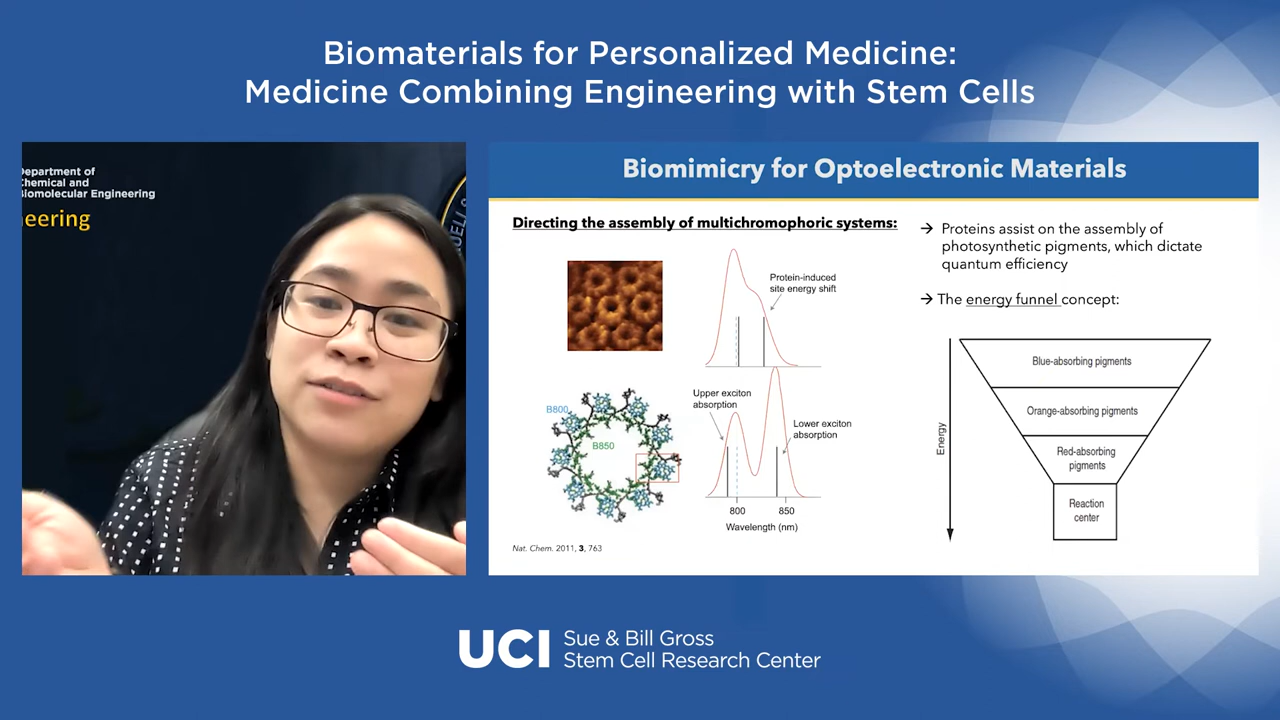 Biomaterials for Personalized Medicine:
Medicine Combining Engineering with Stem Cells
Department of
Chemical and
Biomolecular Engineering
neering
Biomimicry for Optoelectronic Materials
Directing the assembly of multichromophoric systems:
Protein-induced
site energy shift
B800
B850
Upper exciton
absorption
Lower exciton
absorption
800 850
Wavelength (nm)
Nat. Chem. 2011, 3, 763
→ Proteins assist on the assembly of
photosynthetic pigments, which dictate
quantum efficiency
→ The energy funnel concept:
Energy
Blue-absorbing pigments
Orange-absorbing pigments
Red-absorbing
pigments
Reaction
center
UCI
Sue & Bill Gross
Stem Cell Research Center